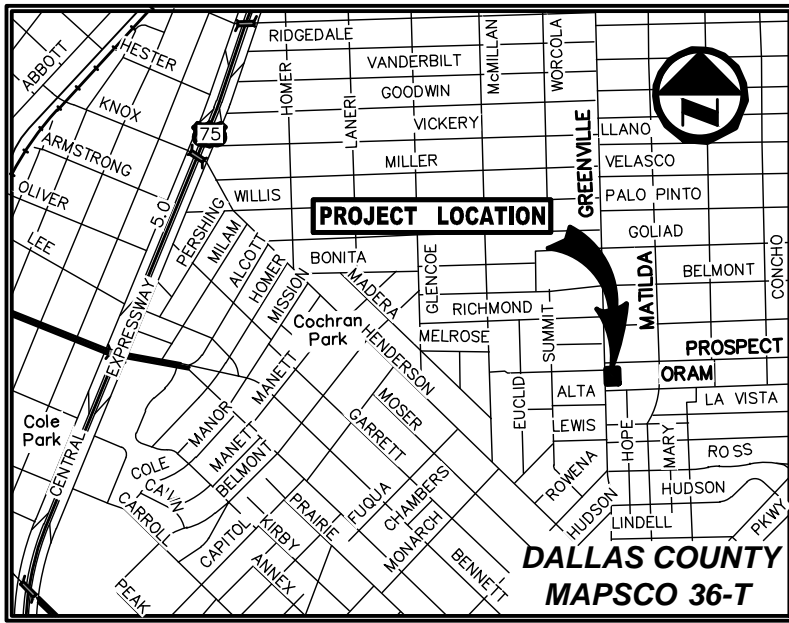 RIDGEDALE
ABBOTT
HESTER
VANDERBILT
McMILLAN
WORCOLA
HOMER
GOODWIN
LANERI
KNOX
75
VICKERY
GREENVILLE
LLANO
N
ARMSTRONG
MILLER
VELASCO
OLIVER
WILLIS
PALO PINTO
5.0
PERSHING
PROJECT LOCATION
LEE
MILAM
GOLIAD
ALCOTT
BONITA
HOMER
MADERA
GLENCOE
MATILDA
BELMONT
CONCHO
MISSION
RICHMOND
Cochran
Park
HENDERSON
MELROSE
SUMMIT
EXPRESSWAY
PROSPECT
ORAM
MANETT
EUCLID
ALTA
LA VISTA
MOSER
Cole
Park
MANOR
GARRETT
LEWIS
HOPE
MARY
ROSS
MANETT
CENTRAL
COLE
BELMONT
ROWENA
CAVN
HUDSON
CARROLL
PRAIRIE
FUQUA
CHAMBERS
HUDSON
LINDELL
PKWY
CAPITOL
KIRBY
MONARCH
BENNETT
ANNEX
PEAK
DALLAS COUNTY
MAPSCO 36-T